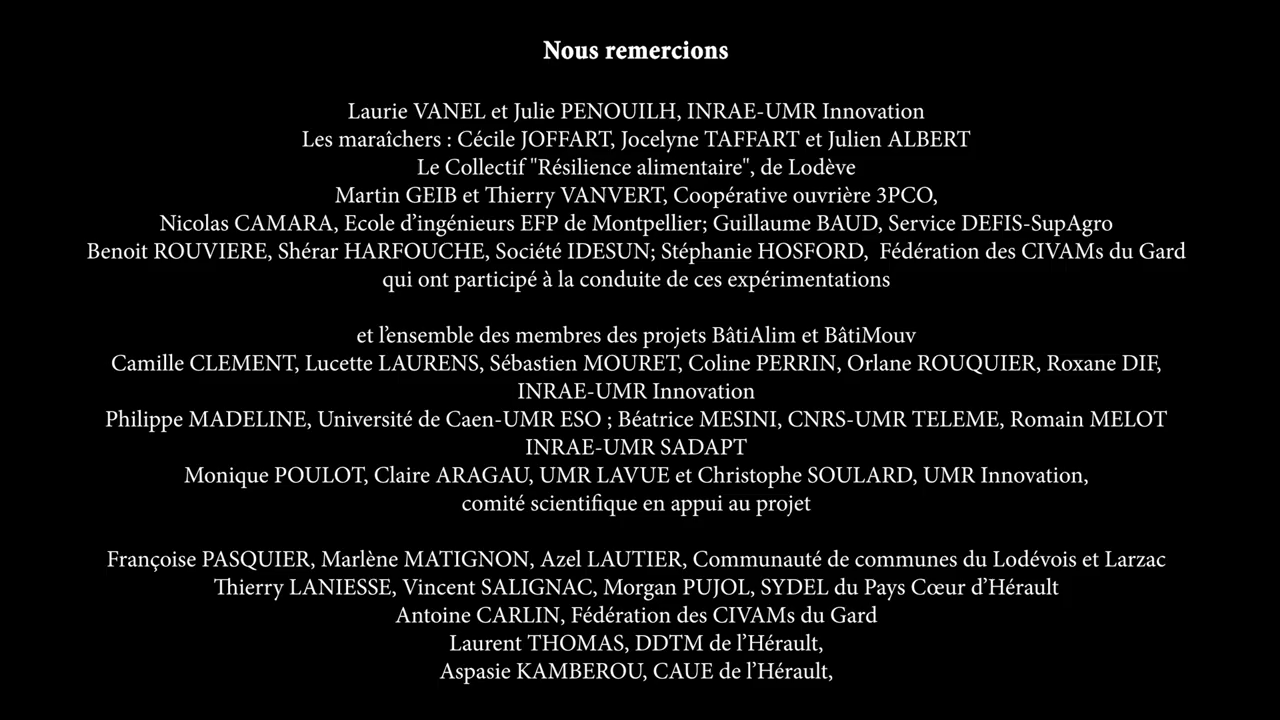 Nous remercions
Laurie VANEL et Julie PENOUILH, INRAE-UMR Innovation
Les maraîchers : Cécile JOFFART, Jocelyne TAFFART et Julien ALBERT
Le Collectif "Résilience alimentaire", de Lodève
Martin GEIB et Thierry VANVERT, Coopérative ouvrière 3PCO,
Nicolas CAMARA, Ecole d’ingénieurs EFP de Montpellier; Guillaume BAUD, Service DEFIS-SupAgro
Benoit ROUVIERE, Shérar HARFOUCHE, Société IDESUN; Stéphanie HOSFORD, Fédération des CIVAMs du Gard
qui ont participé à la conduite de ces expérimentations
et l’ensemble des membres des projets BâtiAlim et BâtiMouv
Camille CLEMENT, Lucette LAURENS, Sébastien MOURET, Coline PERRIN, Orlane ROUQUIER, Roxane DIF,
INRAE-UMR Innovation
Philippe MADELINE, Université de Caen-UMR ESO ; Béatrice MESINI, CNRS-UMR TELEME, Romain MELOT
INRAE-UMR SADAPT
Monique POULOT, Claire ARAGAU, UMR LAVUE et Christophe SOULARD, UMR Innovation,
comité scientifique en appui au projet
Françoise PASQUIER, Marlène MATIGNON, Azel LAUTIER, Communauté de communes du Lodévois et Larzac
Thierry LANIESSE, Vincent SALIGNAC, Morgan PUJOL, SYDEL du Pays Cœur d’Hérault
Antoine CARLIN, Fédération des CIVAMs du Gard
Laurent THOMAS, DDTM de l’Hérault,
Aspasie KAMBEROU, CAUE de l’Hérault,